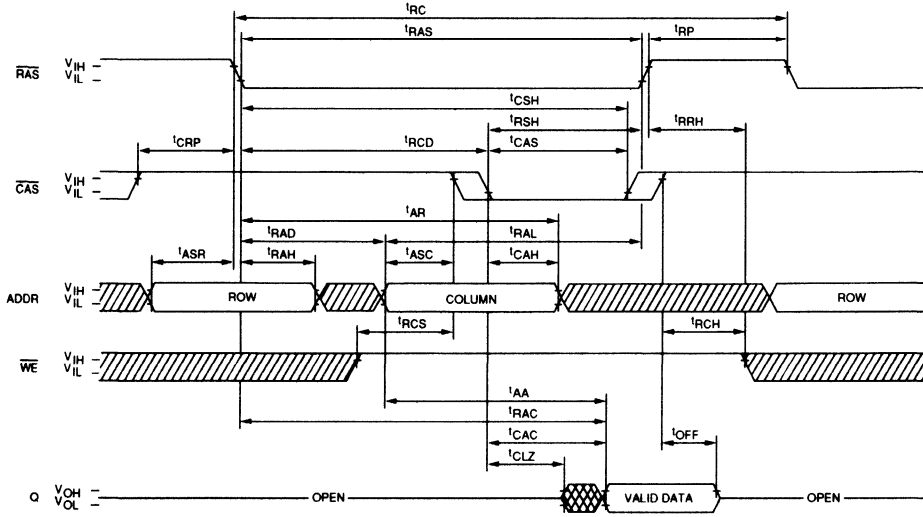 tRC
tRAS
tRP
RAS
VIH
VIL
tCSH
tRSH
tRRH
tCRP
tRCD
tCAS
CAS
VIH
VIL
tAR
tRAD
tRAL
tASR
tRAH
tASC
tCAH
ADDR
VIH
VIL
ROW
COLUMN
ROW
tRCS
tRCH
WE
VIH
VIL
tAA
tRAC
tCAC
tOFF
tCLZ
Q
VOH
VOL
OPEN
VALID DATA
OPEN